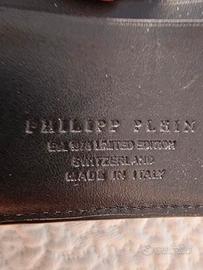 PHILIPP PLEIN
LIMITED EDITION
SWITZERLAND
MADE IN ITALY